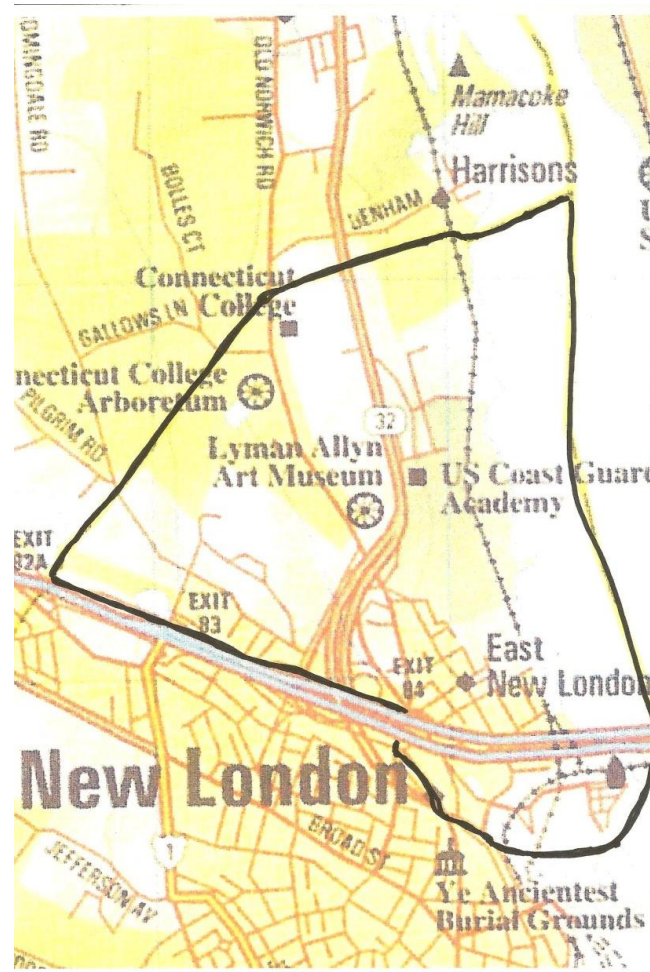 OLD NORWICH RD
BOLLES CT
Mamacoke
Hill
Harrisons
BENHAM
Connecticut
College
GALLOWS LN
necticut College
Arboretum
PILGRIM RD
32
Lyman Allyn
Art Museum
US Coast Guard
Academy
EXIT
82A
EXIT
83
EXIT
84
East
New London
New London
BROAD ST
1
JEFFERSON AV
Ye Ancientest
Burial Grounds